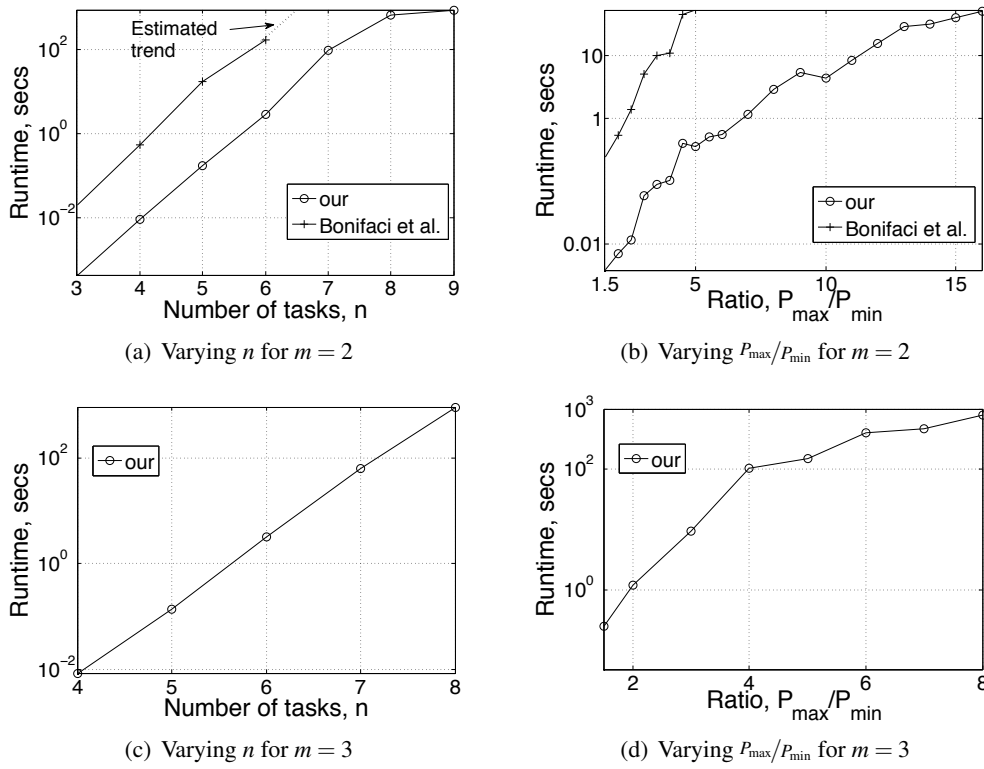 Estimated
trend
Runtime, secs
10^2
10^0
10^-2
our
Bonifaci et al.
3 4 5 6 7 8 9
Number of tasks, n
(a) Varying n for m = 2
Runtime, secs
10
1
0.01
our
Bonifaci et al.
1.5 5 10 15
Ratio, P_max/P_min
(b) Varying P_max/P_min for m = 2
Runtime, secs
10^2
10^0
10^-2
our
4 5 6 7 8
Number of tasks, n
(c) Varying n for m = 3
Runtime, secs
10^3
10^2
10^0
our
2 4 6 8
Ratio, P_max/P_min
(d) Varying P_max/P_min for m = 3